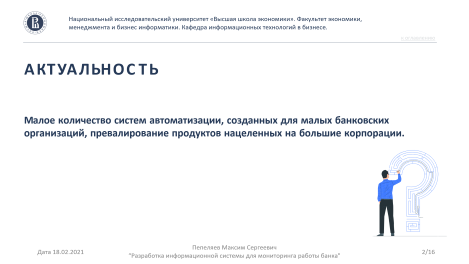 Национальный исследовательский университет «Высшая школа экономики». Факультет экономики,
менеджмента и бизнес информатики. Кафедра информационных технологий в бизнесе.
АКТУАЛЬНОСТЬ
Малое количество систем автоматизации, созданных для малых банковских
организаций, превалирование продуктов нацеленных на большие корпорации.
Дата 18.02.2021
Пепеляев Максим Сергеевич
"Разработка информационной системы для мониторинга работы банка"
2/16